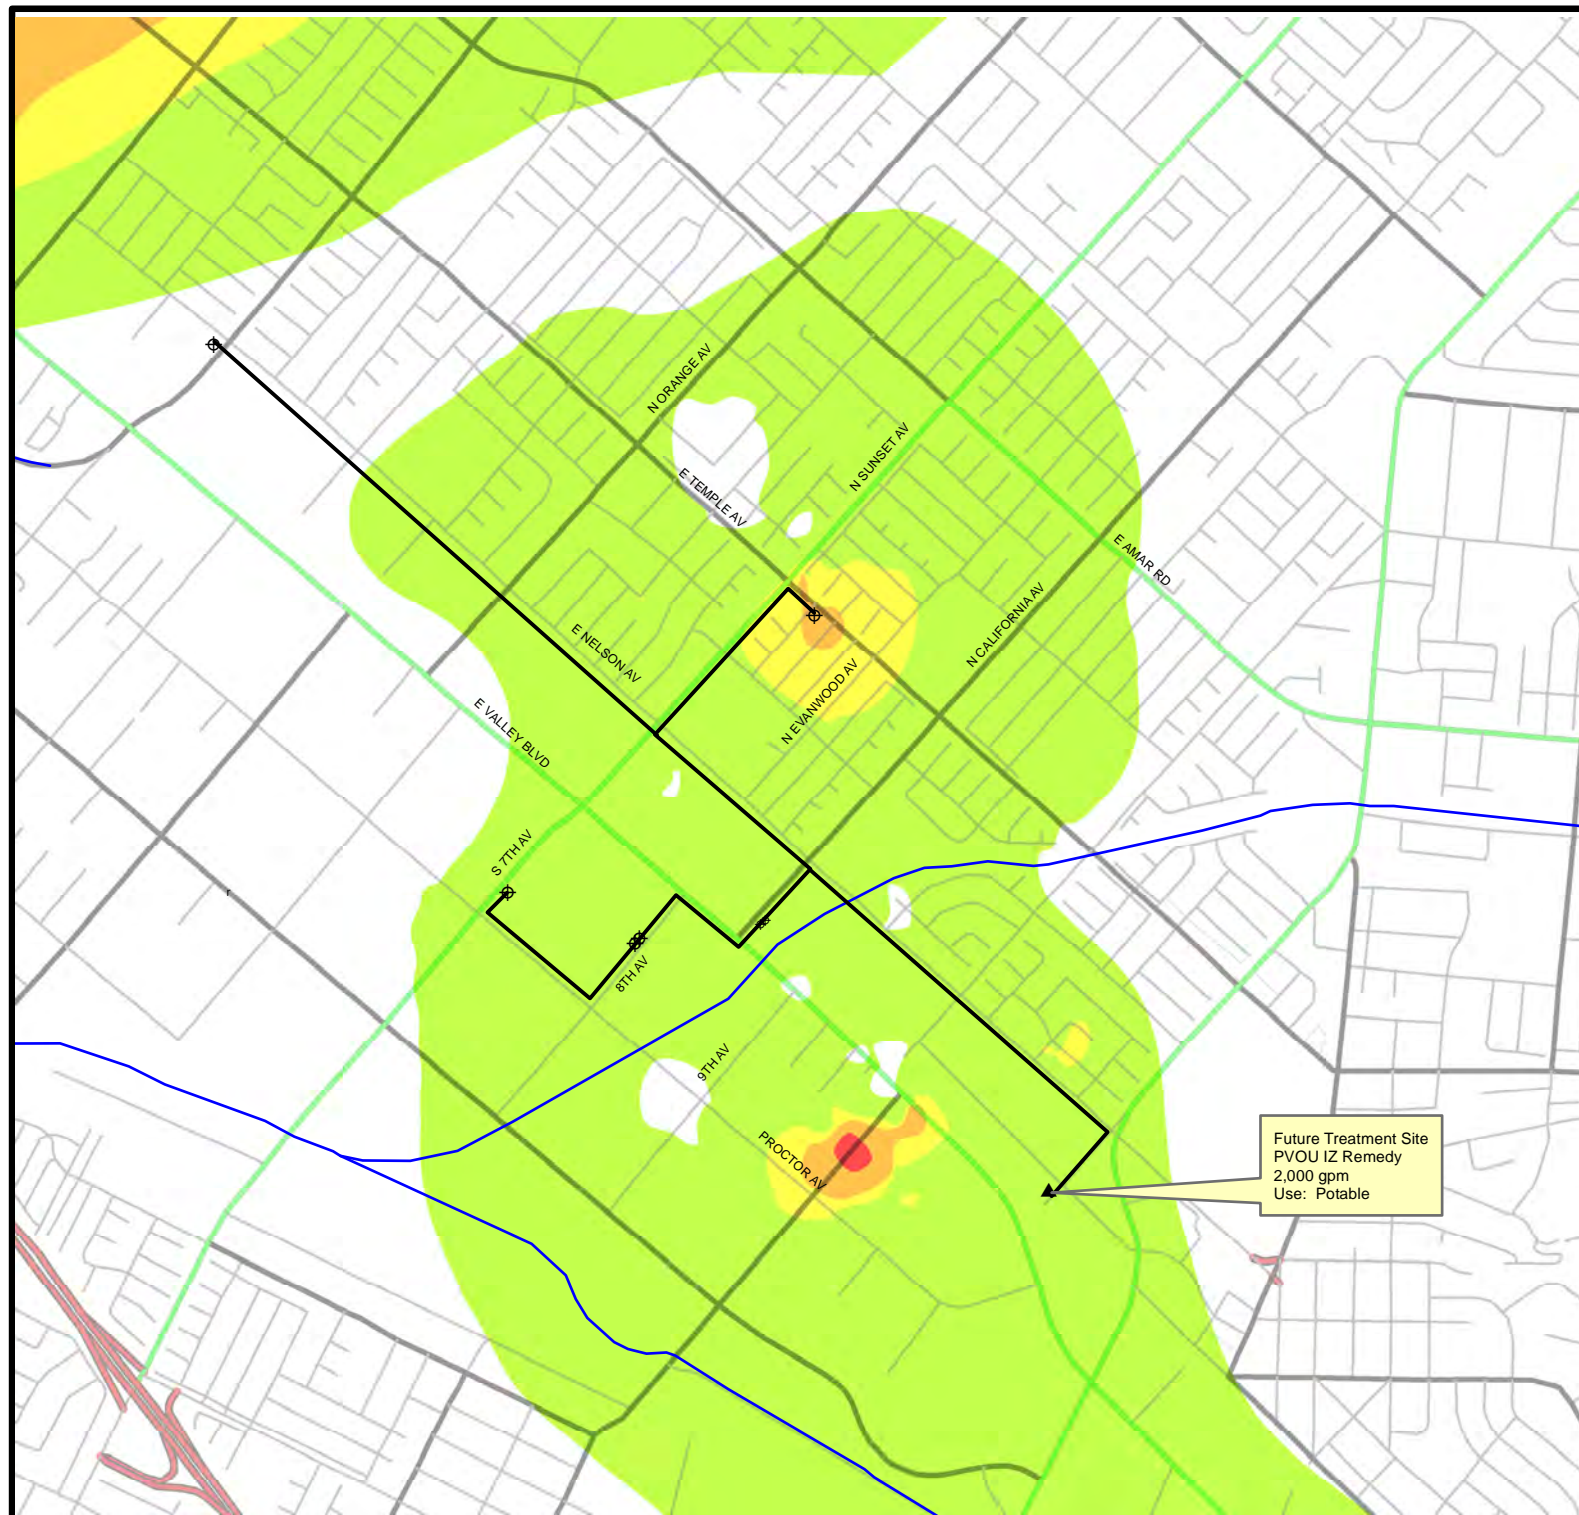 N ORANGE AV
N SUNSET AV
E TEMPLE AV
E AMAR RD
N CALIFORNIA AV
E NELSON AV
N EVANWOOD AV
E VALLEY BLVD
S 7TH AV
r
8TH AV
9TH AV
PROCTOR AV
Future Treatment Site
PVOU IZ Remedy
2,000 gpm
Use: Potable